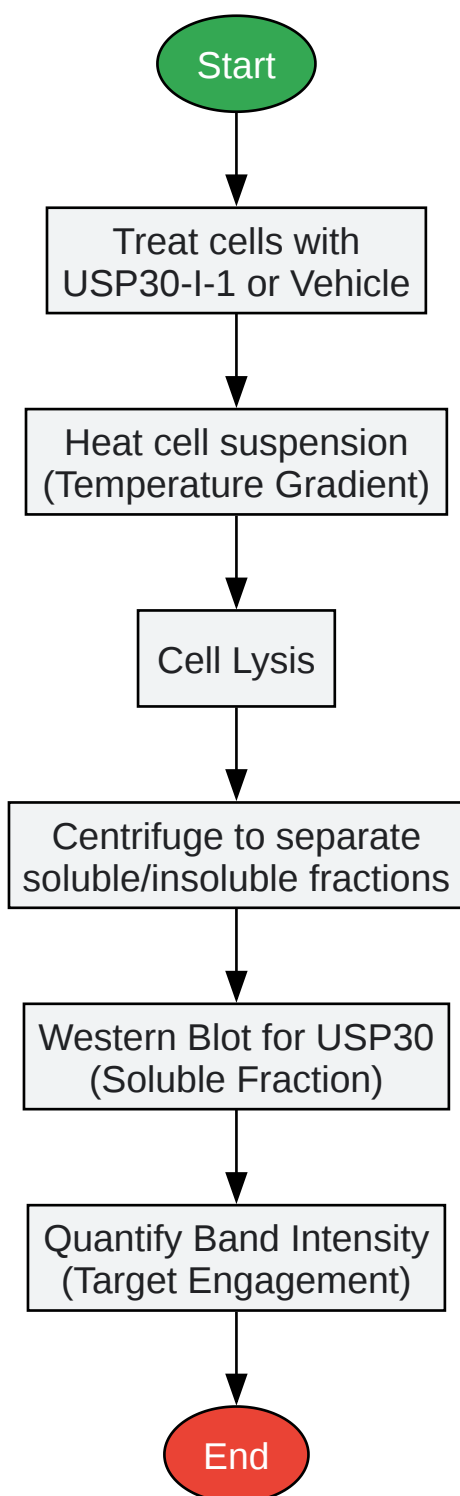 Start
Treat cells with
USP30-I-1 or Vehicle
Heat cell suspension
(Temperature Gradient)
Cell Lysis
Centrifuge to separate
soluble/insoluble fractions
Western Blot for USP30
(Soluble Fraction)
Quantify Band Intensity
(Target Engagement)
End